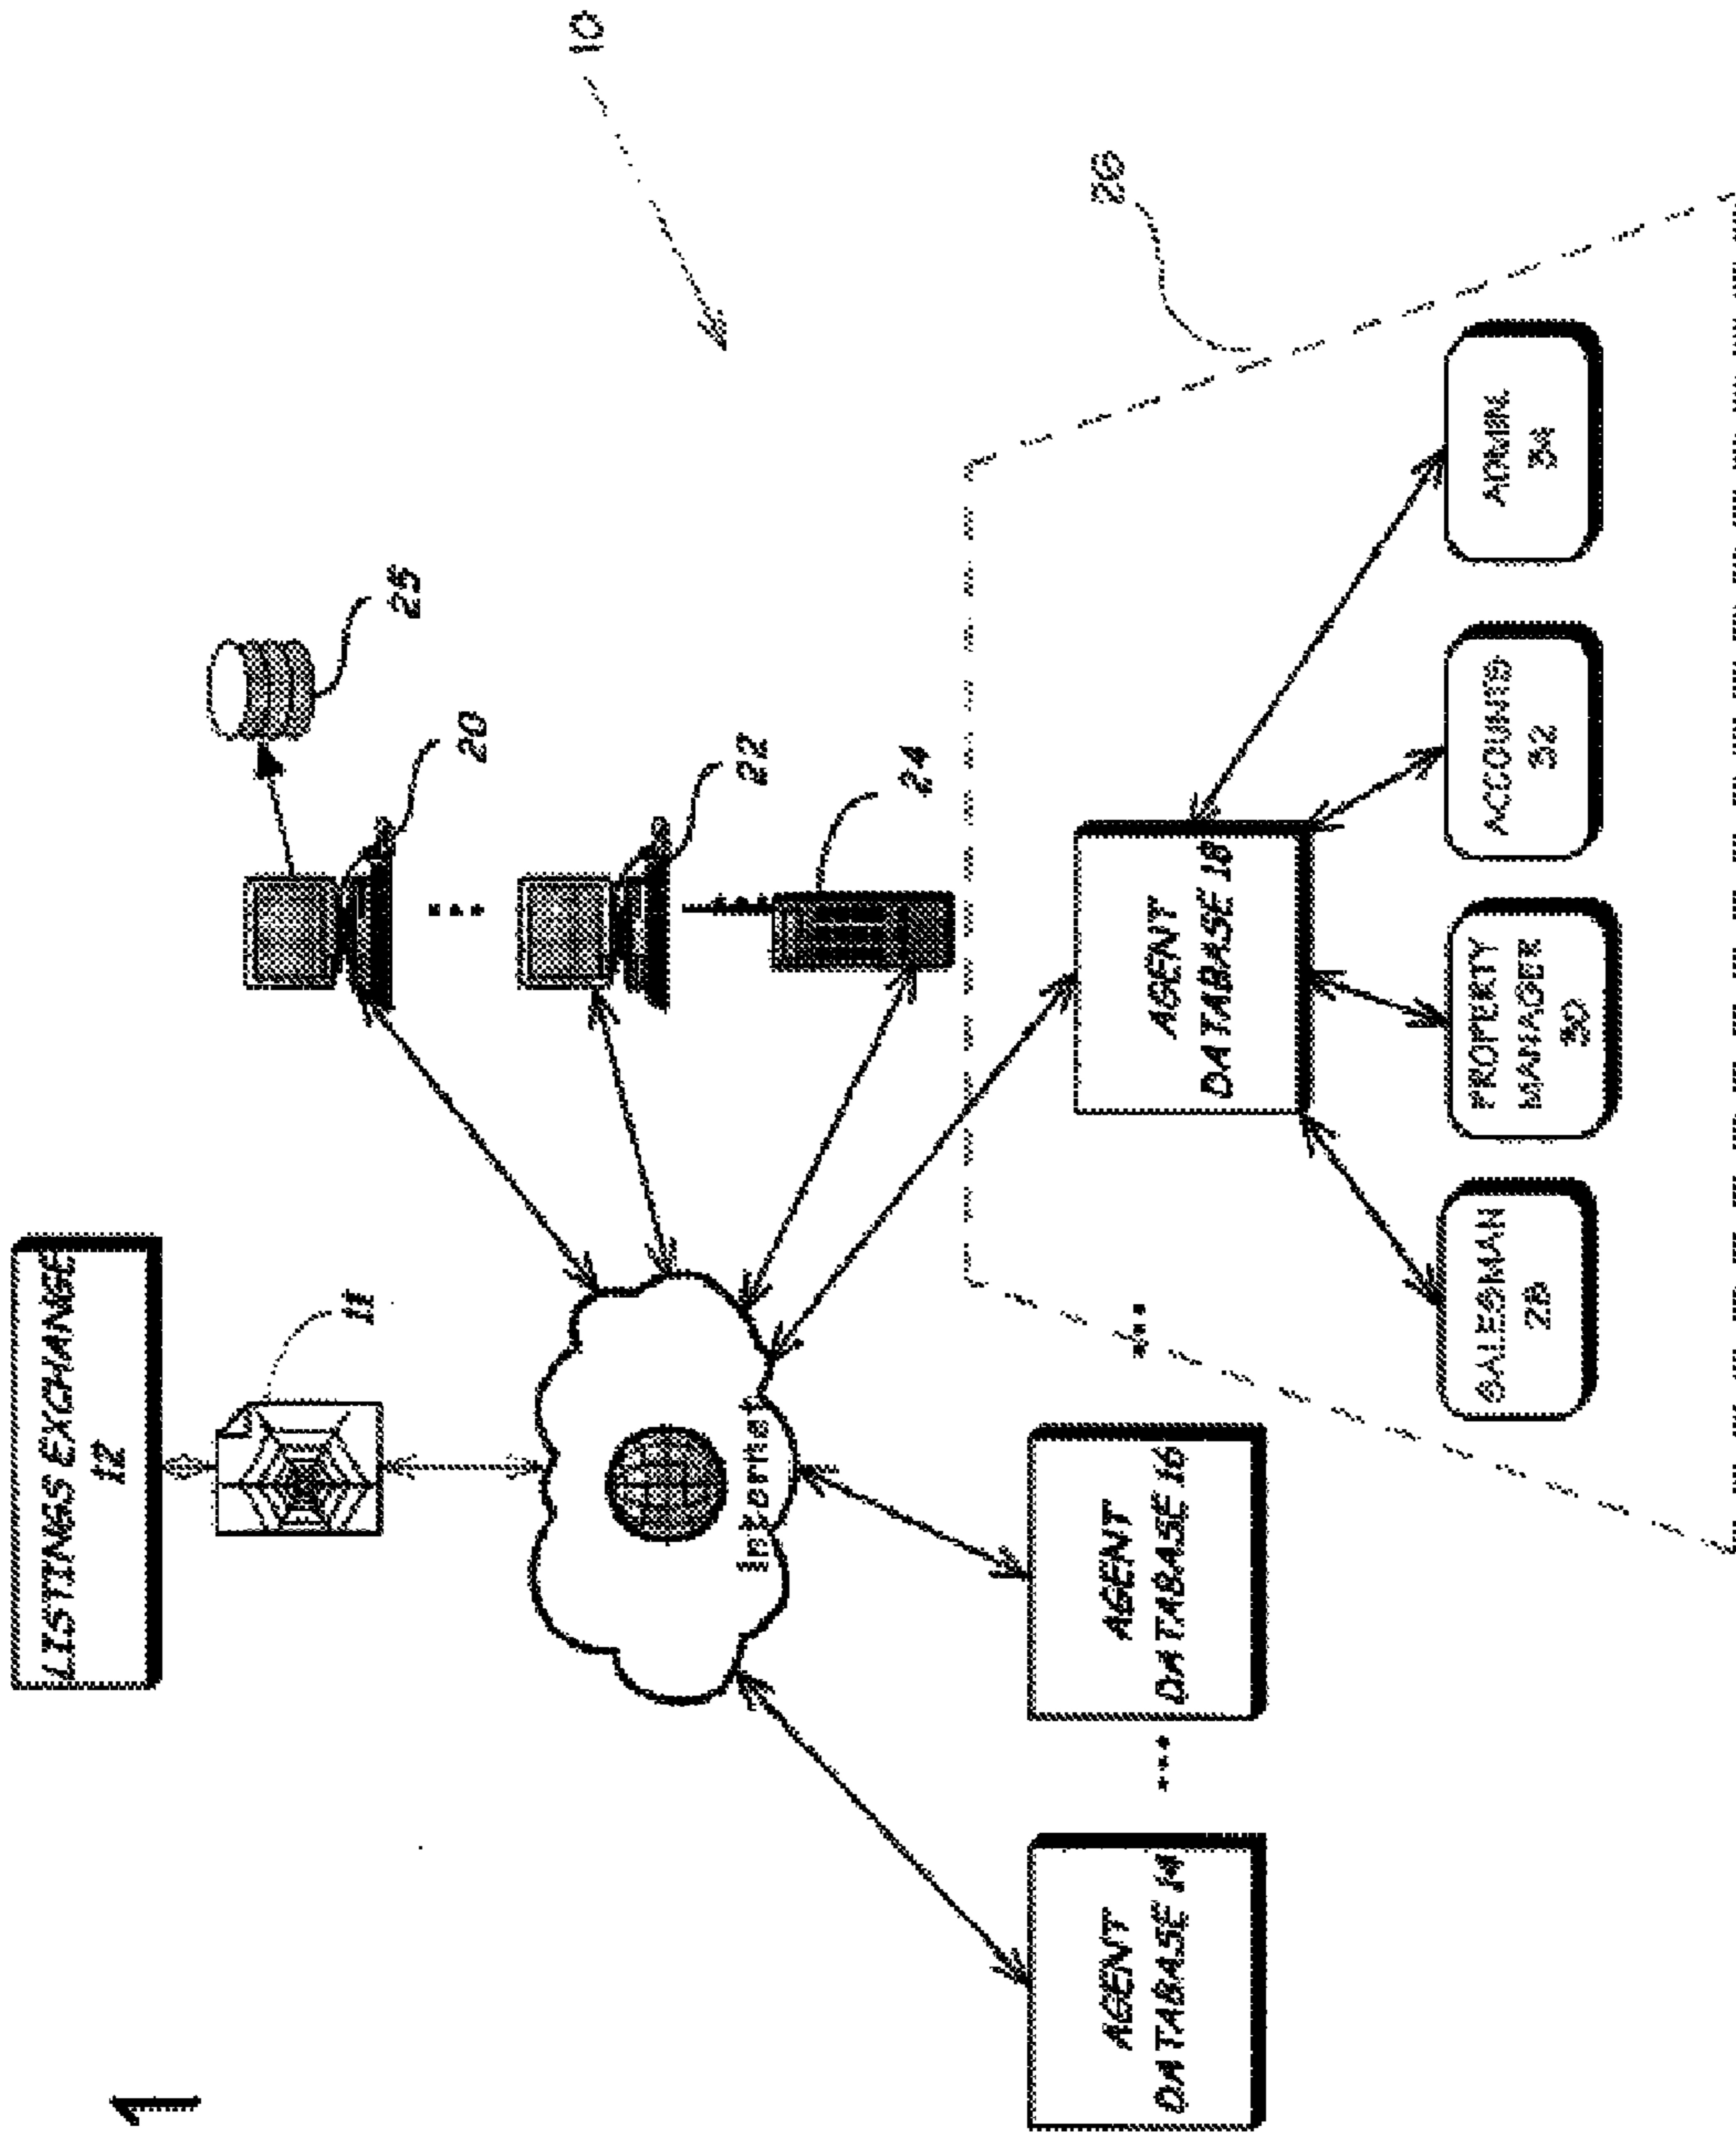 1
LISTINGS EXCHANGE
12
11
Internet
10
25
20
22
24
26
AGENT
DATABASE 14
...
AGENT
DATABASE 16
...
AGENT
DATABASE 18
SALESMAN
28
PROPERTY
MANAGER
30
ACCOUNTS
32
ADMIN.
34